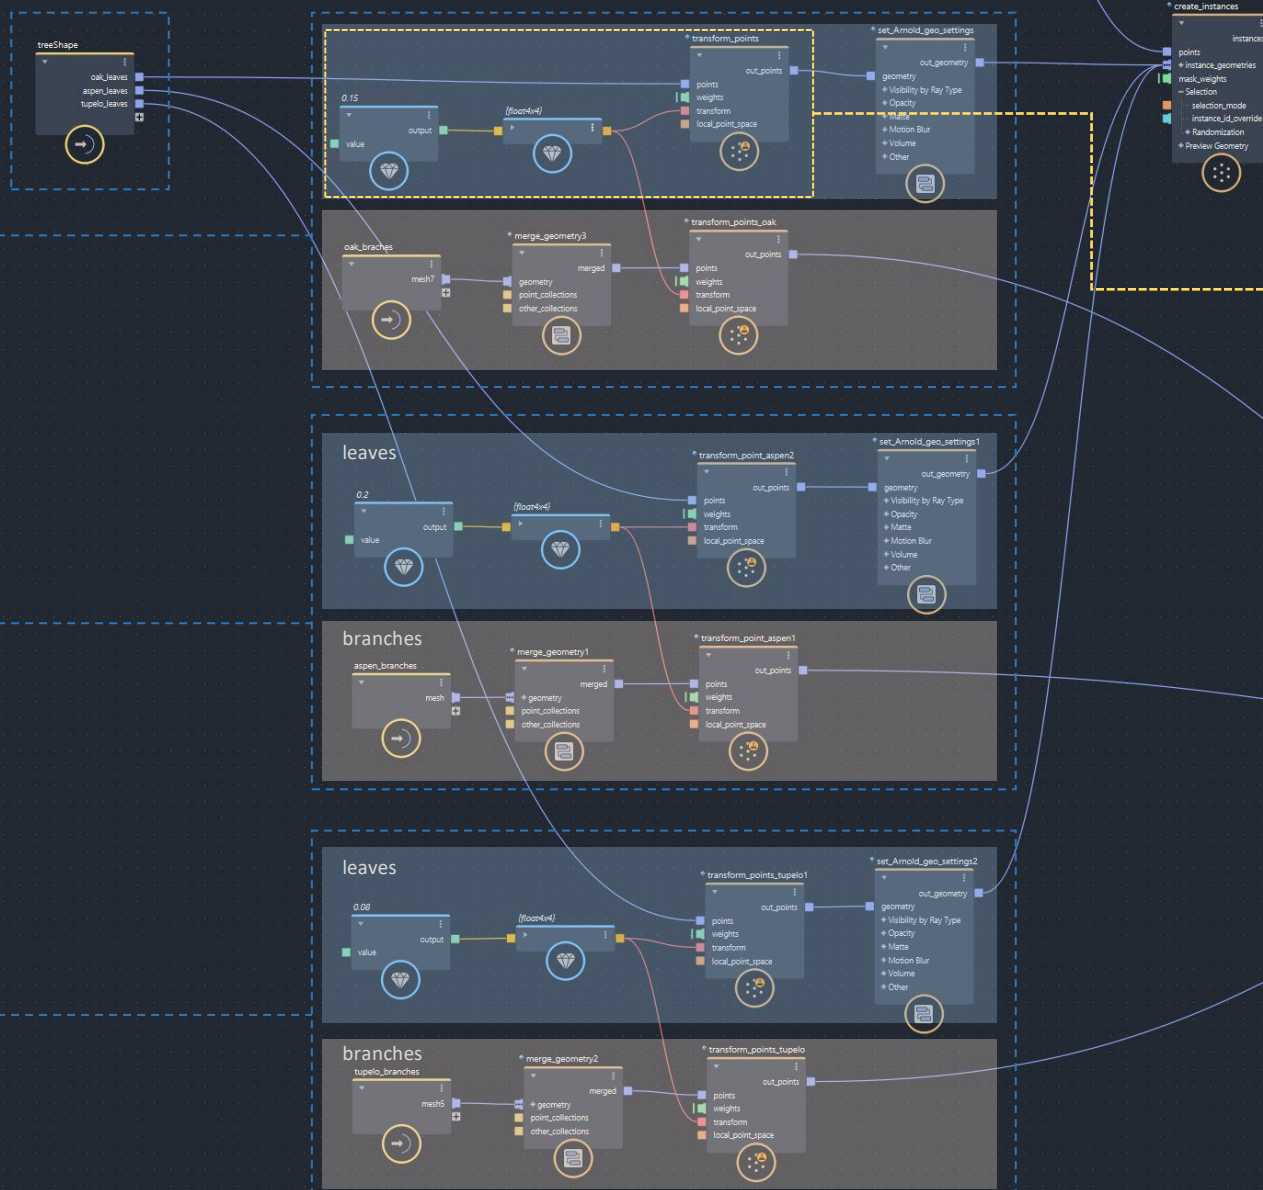 treeShape
oak_leaves
aspen_leaves
tupelo_leaves
0.15
output
value
{float4x4}
transform_points
out_points
points
weights
transform
local_point_space
set_Arnold_geo_settings
out_geometry
geometry
+ Visibility by Ray Type
+ Opacity
+ Matte
+ Motion Blur
+ Volume
+ Other
create_instances
instances
points
+ instance_geometries
mask_weights
− Selection
selection_mode
instance_id_override
+ Randomization
+ Preview Geometry
oak_braches
mesh7
merge_geometry3
merged
geometry
point_collections
other_collections
transform_points_oak
out_points
points
weights
transform
local_point_space
leaves
0.2
output
value
{float4x4}
transform_point_aspen2
out_points
points
weights
transform
local_point_space
set_Arnold_geo_settings1
out_geometry
geometry
+ Visibility by Ray Type
+ Opacity
+ Matte
+ Motion Blur
+ Volume
+ Other
branches
aspen_branches
mesh
merge_geometry1
merged
+ geometry
point_collections
other_collections
transform_point_aspen1
out_points
points
weights
transform
local_point_space
leaves
0.08
output
value
{float4x4}
transform_points_tupelo1
out_points
points
weights
transform
local_point_space
set_Arnold_geo_settings2
out_geometry
geometry
+ Visibility by Ray Type
+ Opacity
+ Matte
+ Motion Blur
+ Volume
+ Other
branches
tupelo_branches
mesh5
merge_geometry2
merged
+ geometry
point_collections
other_collections
transform_points_tupelo
out_points
points
weights
transform
local_point_space